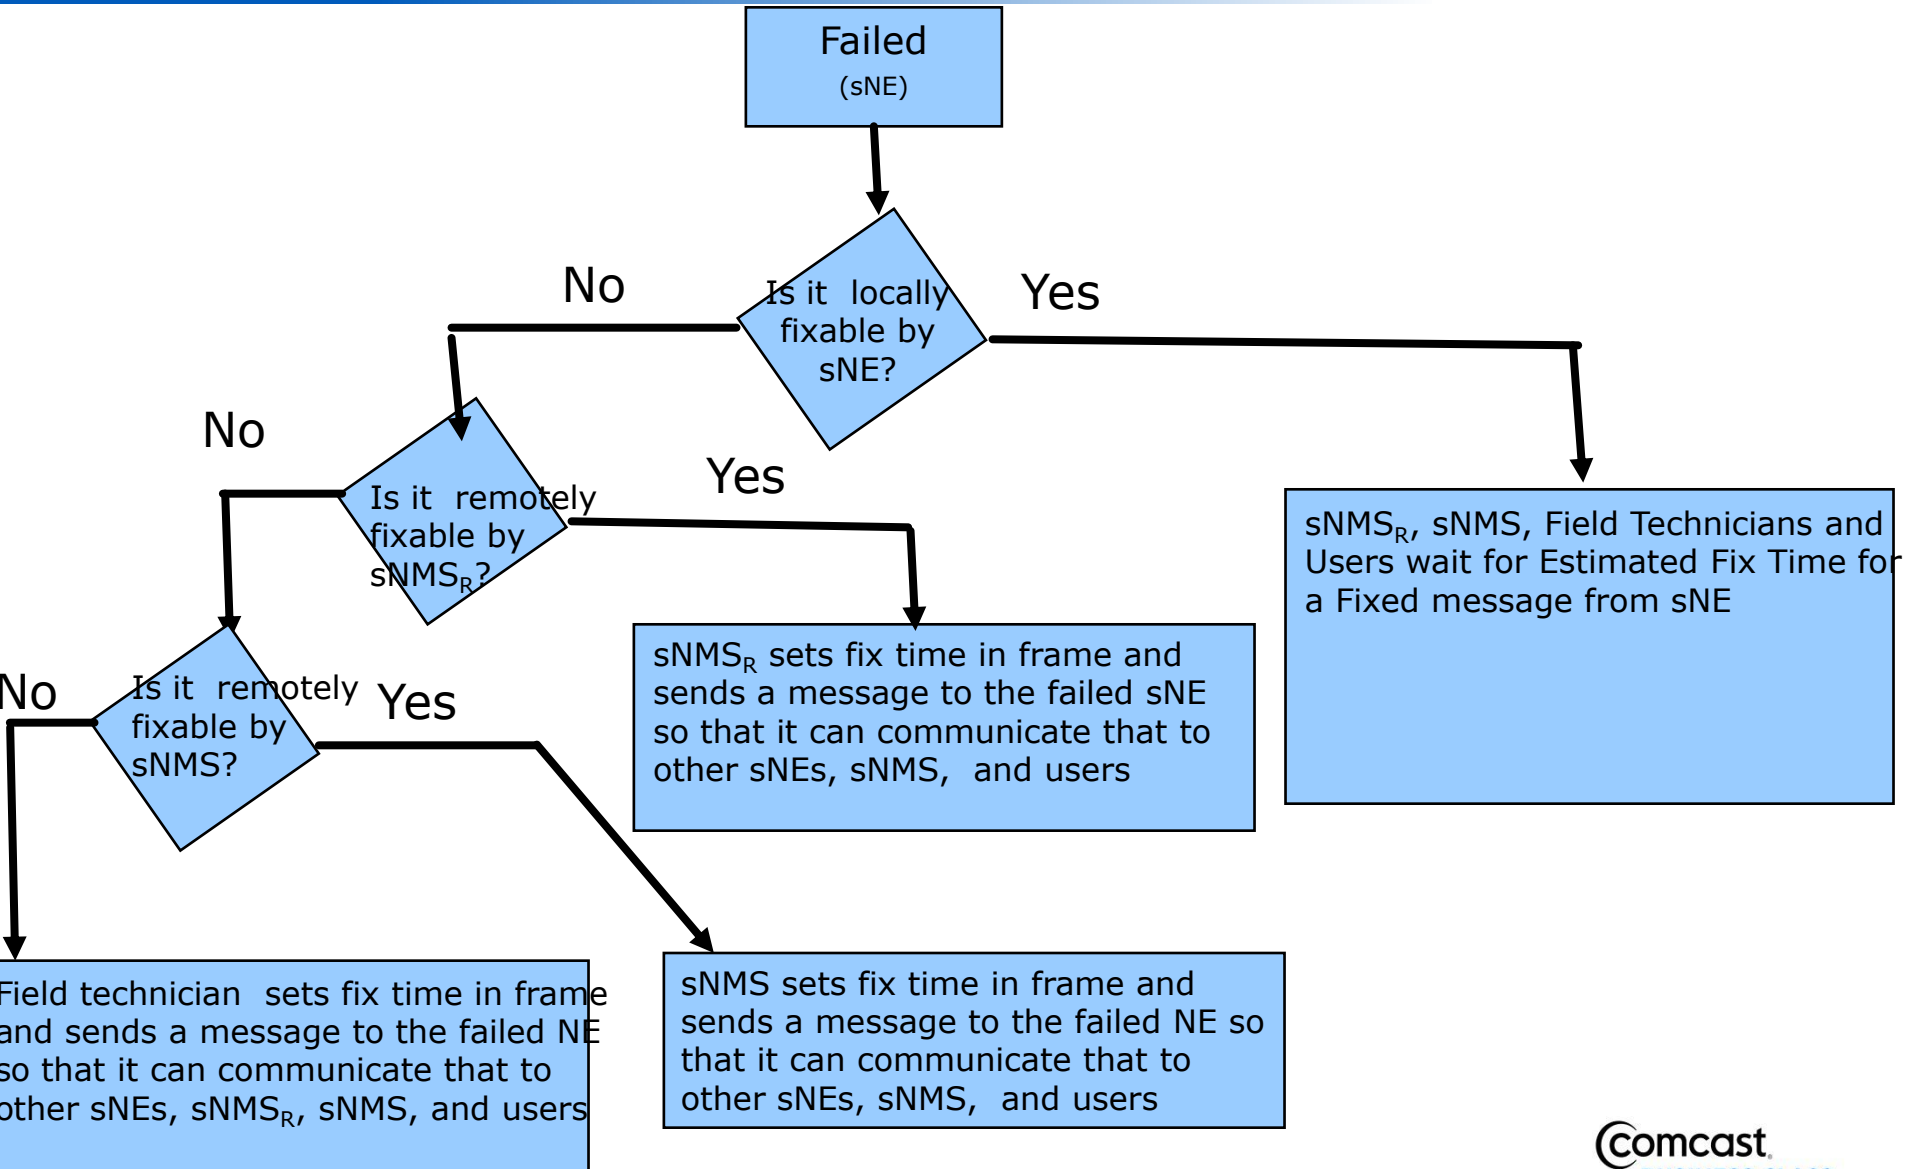 Failed
(sNE)
Is it locally
fixable by
sNE?
No
Yes
Is it remotely
fixable by
sNMSR?
No
Yes
sNMSR, sNMS, Field Technicians and
Users wait for Estimated Fix Time for
a Fixed message from sNE
sNMSR sets fix time in frame and
sends a message to the failed sNE
so that it can communicate that to
other sNEs, sNMS, and users
Is it remotely
fixable by
sNMS?
No
Yes
Field technician sets fix time in frame
and sends a message to the failed NE
so that it can communicate that to
other sNEs, sNMSR, sNMS, and users
sNMS sets fix time in frame and
sends a message to the failed NE so
that it can communicate that to
other sNEs, sNMS, and users
Comcast.